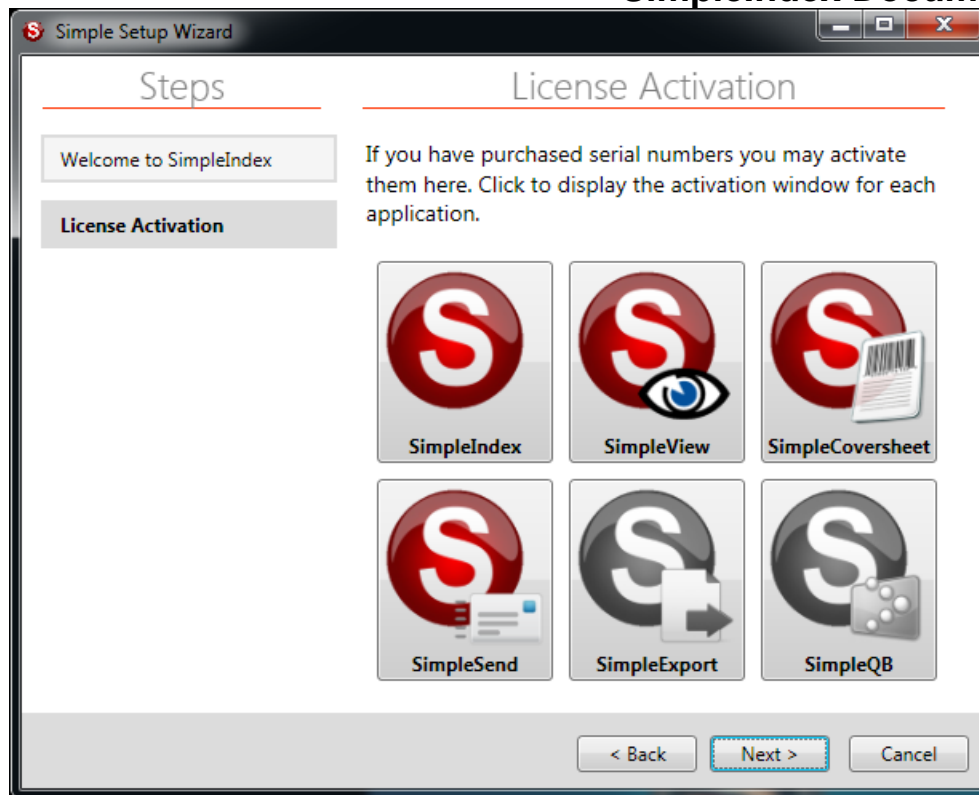 Simple Setup Wizard
Steps
License Activation
Welcome to SimpleIndex
License Activation
If you have purchased serial numbers you may activate
them here. Click to display the activation window for each
application.
S
SimpleIndex
S
SimpleView
S
SimpleCoversheet
S
SimpleSend
S
SimpleExport
S
SimpleQB
< Back
Next >
Cancel